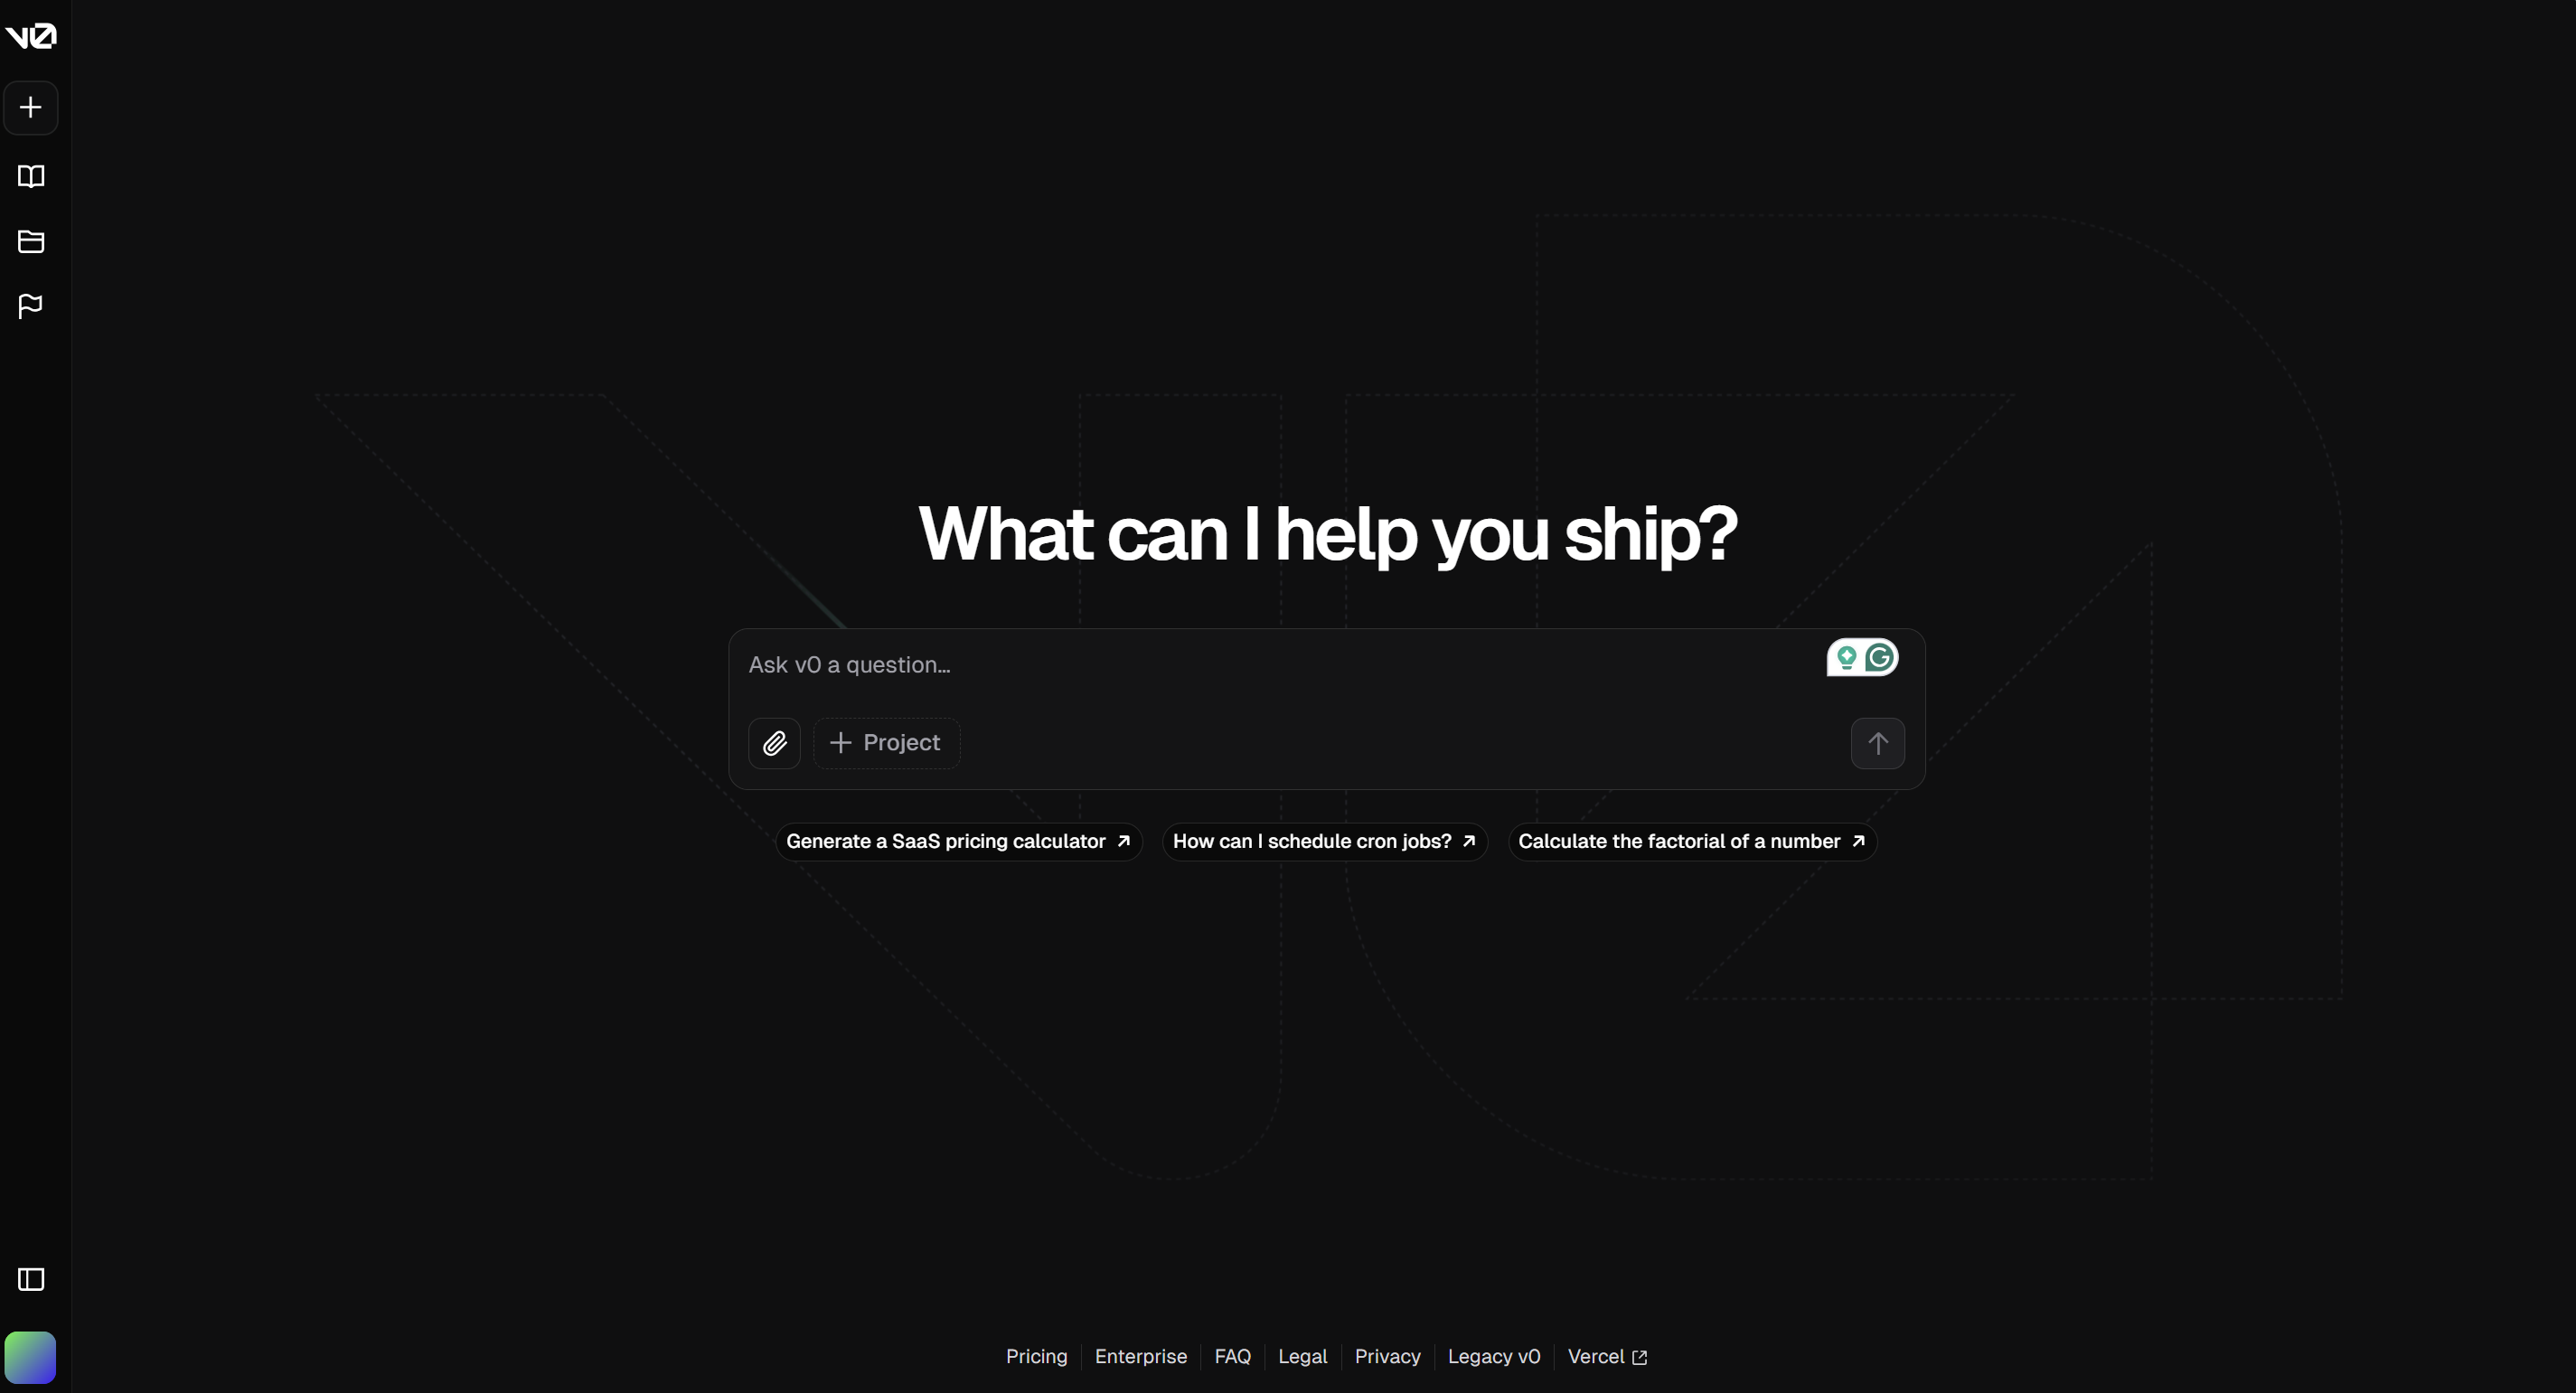 v0
What can I help you ship?
Ask v0 a question...
Project
Generate a SaaS pricing calculator
How can I schedule cron jobs?
Calculate the factorial of a number
Pricing
Enterprise
FAQ
Legal
Privacy
Legacy v0
Vercel